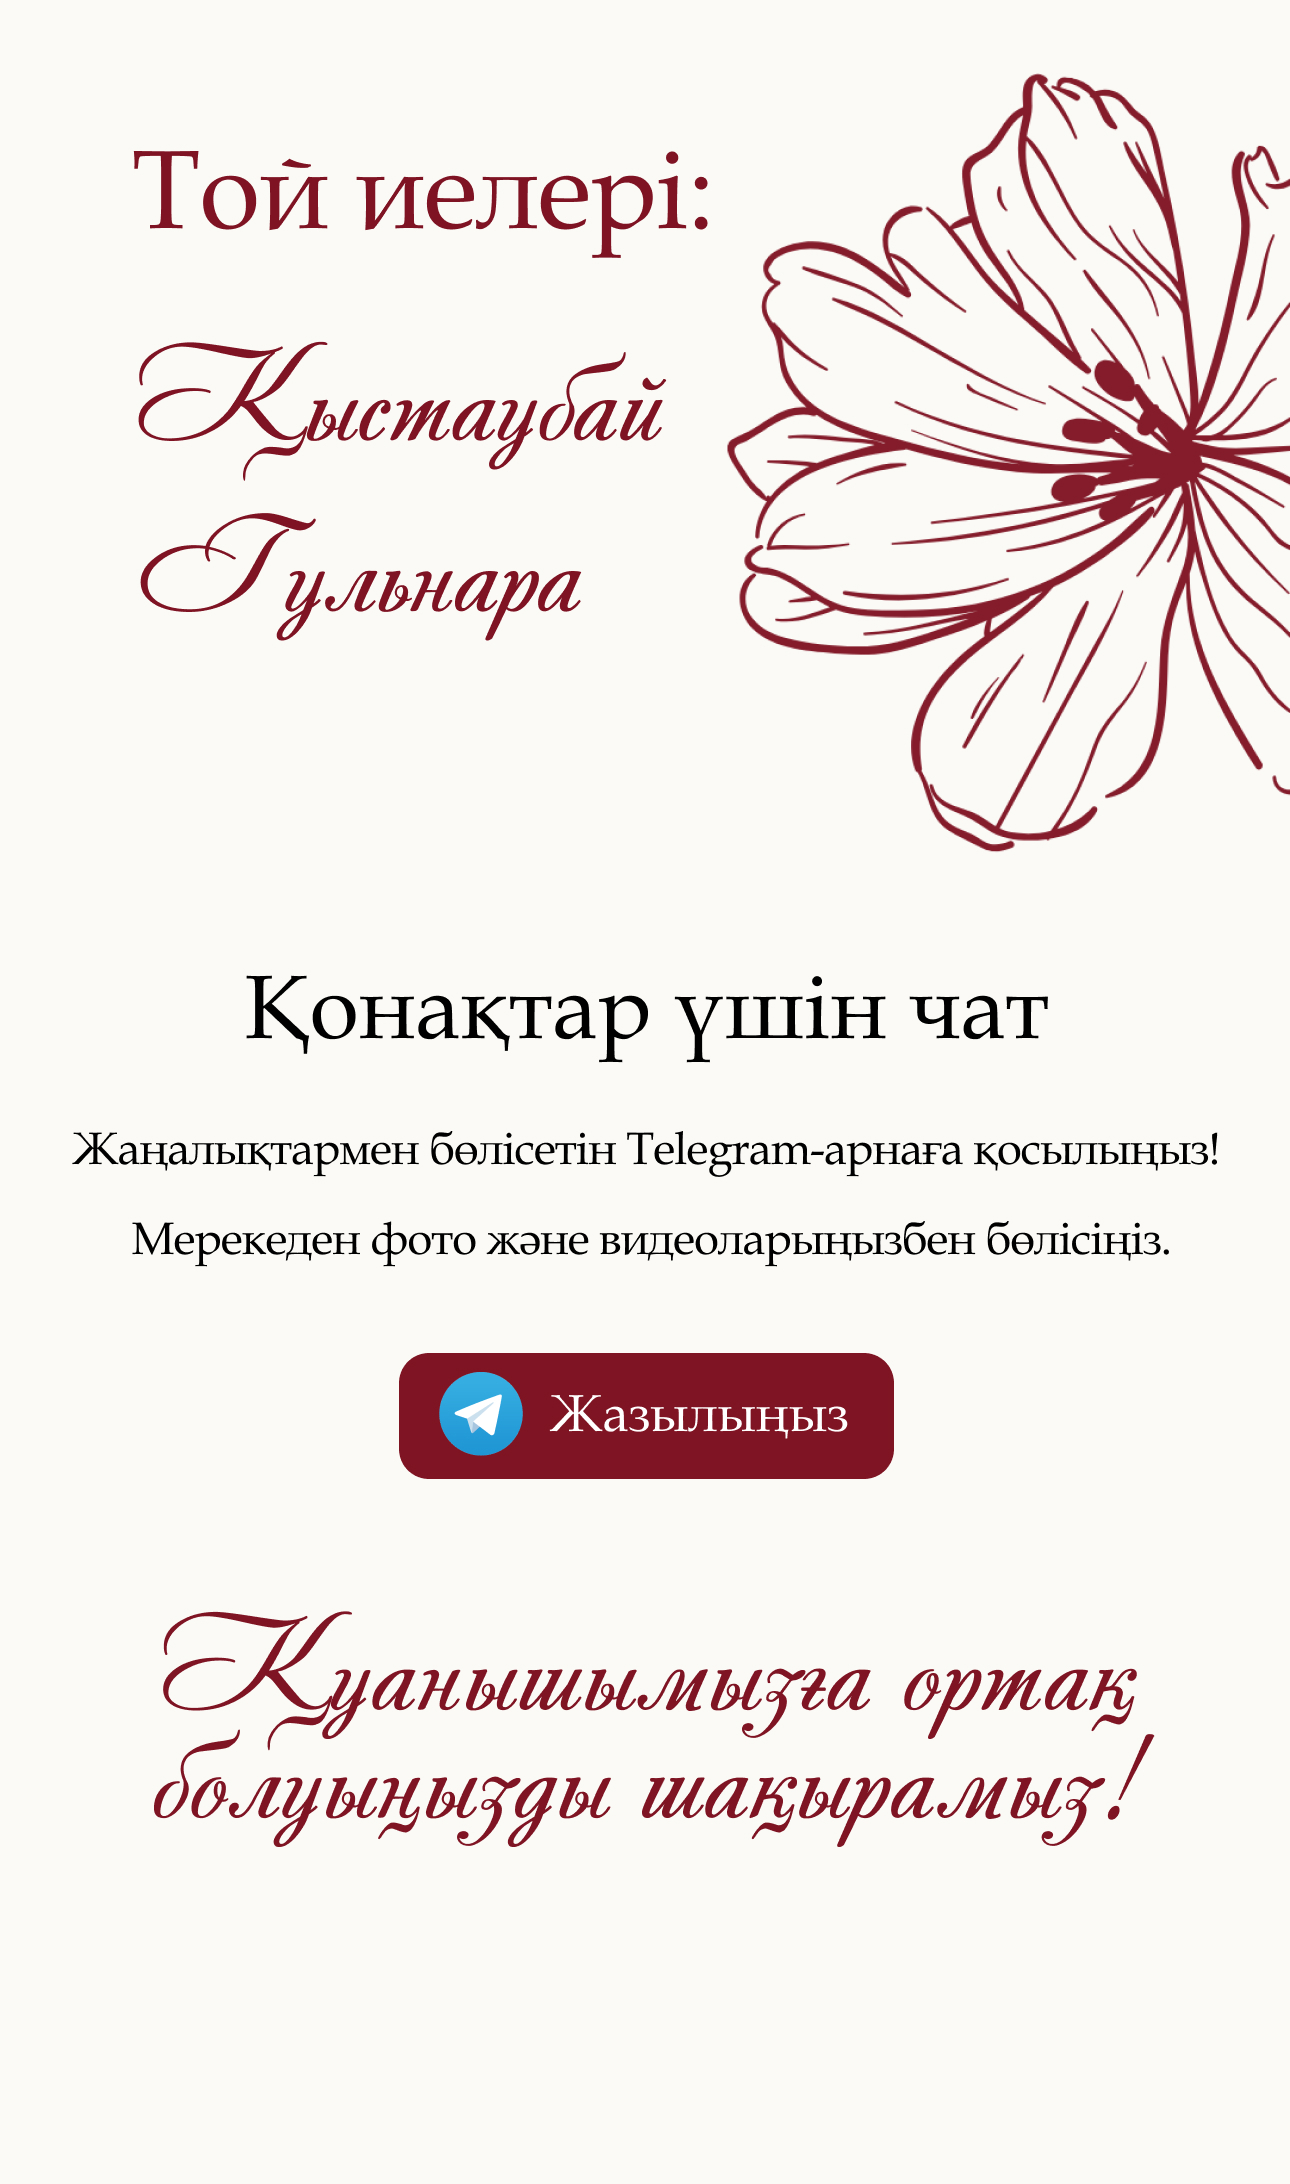 Той иелері:
Қыстаубай
Гульнара
Қонақтар үшін чат
Жаңалықтармен бөлісетін Telegram-арнаға қосылыңыз!
Мерекеден фото және видеоларыңызбен бөлісіңіз.
Жазылыңыз
Қуанышымызға ортақ
болуыңызды шақырамыз!